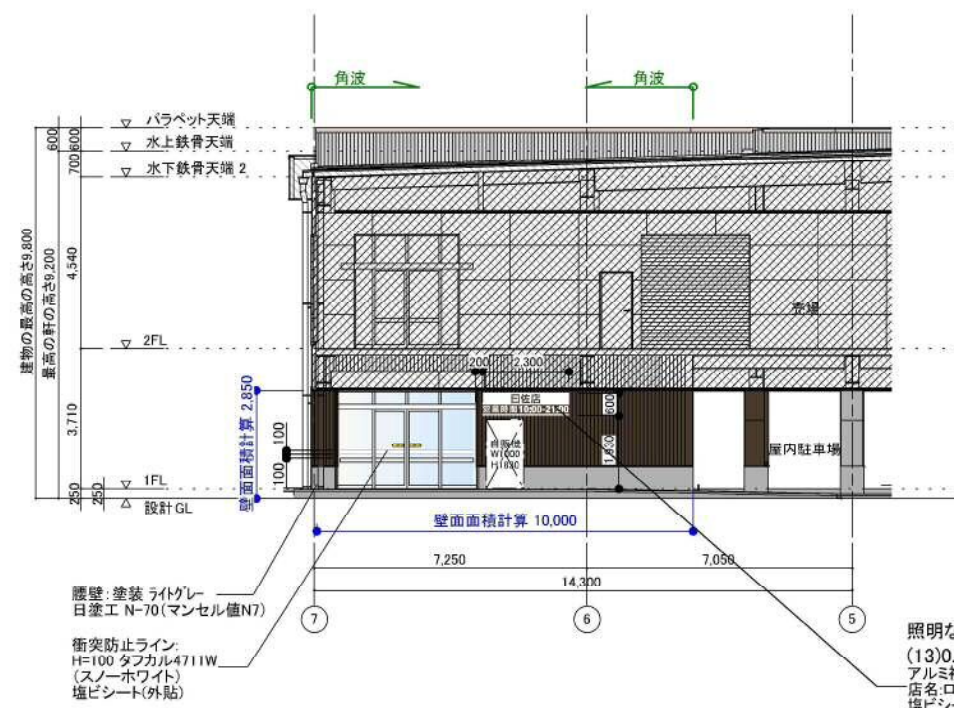 角波
角波
パラペット天端
水上鉄骨天端
水下鉄骨天端 2
600
600
700
4,540
建物の最高の高さ9,800
最高の軒の高さ9,200
売場
2FL
200
2,300
3,710
壁面面積計算 2,850
日佐店
営業時間10:00-21:00
600
自販機
W1000
H1830
屋内駐車場
100
100
1FL
250
250
設計GL
壁面面積計算 10,000
7,250
7,050
14,300
7
6
5
腰壁:塗装 ライトグレー
日塗工 N-70(マンセル値N7)
衝突防止ライン:
H=100 タフカル4711W
(スノーホワイト)
塩ビシート(外貼)
照明な
(13)0.
アルミ複
店名:ロ
塩ビシー